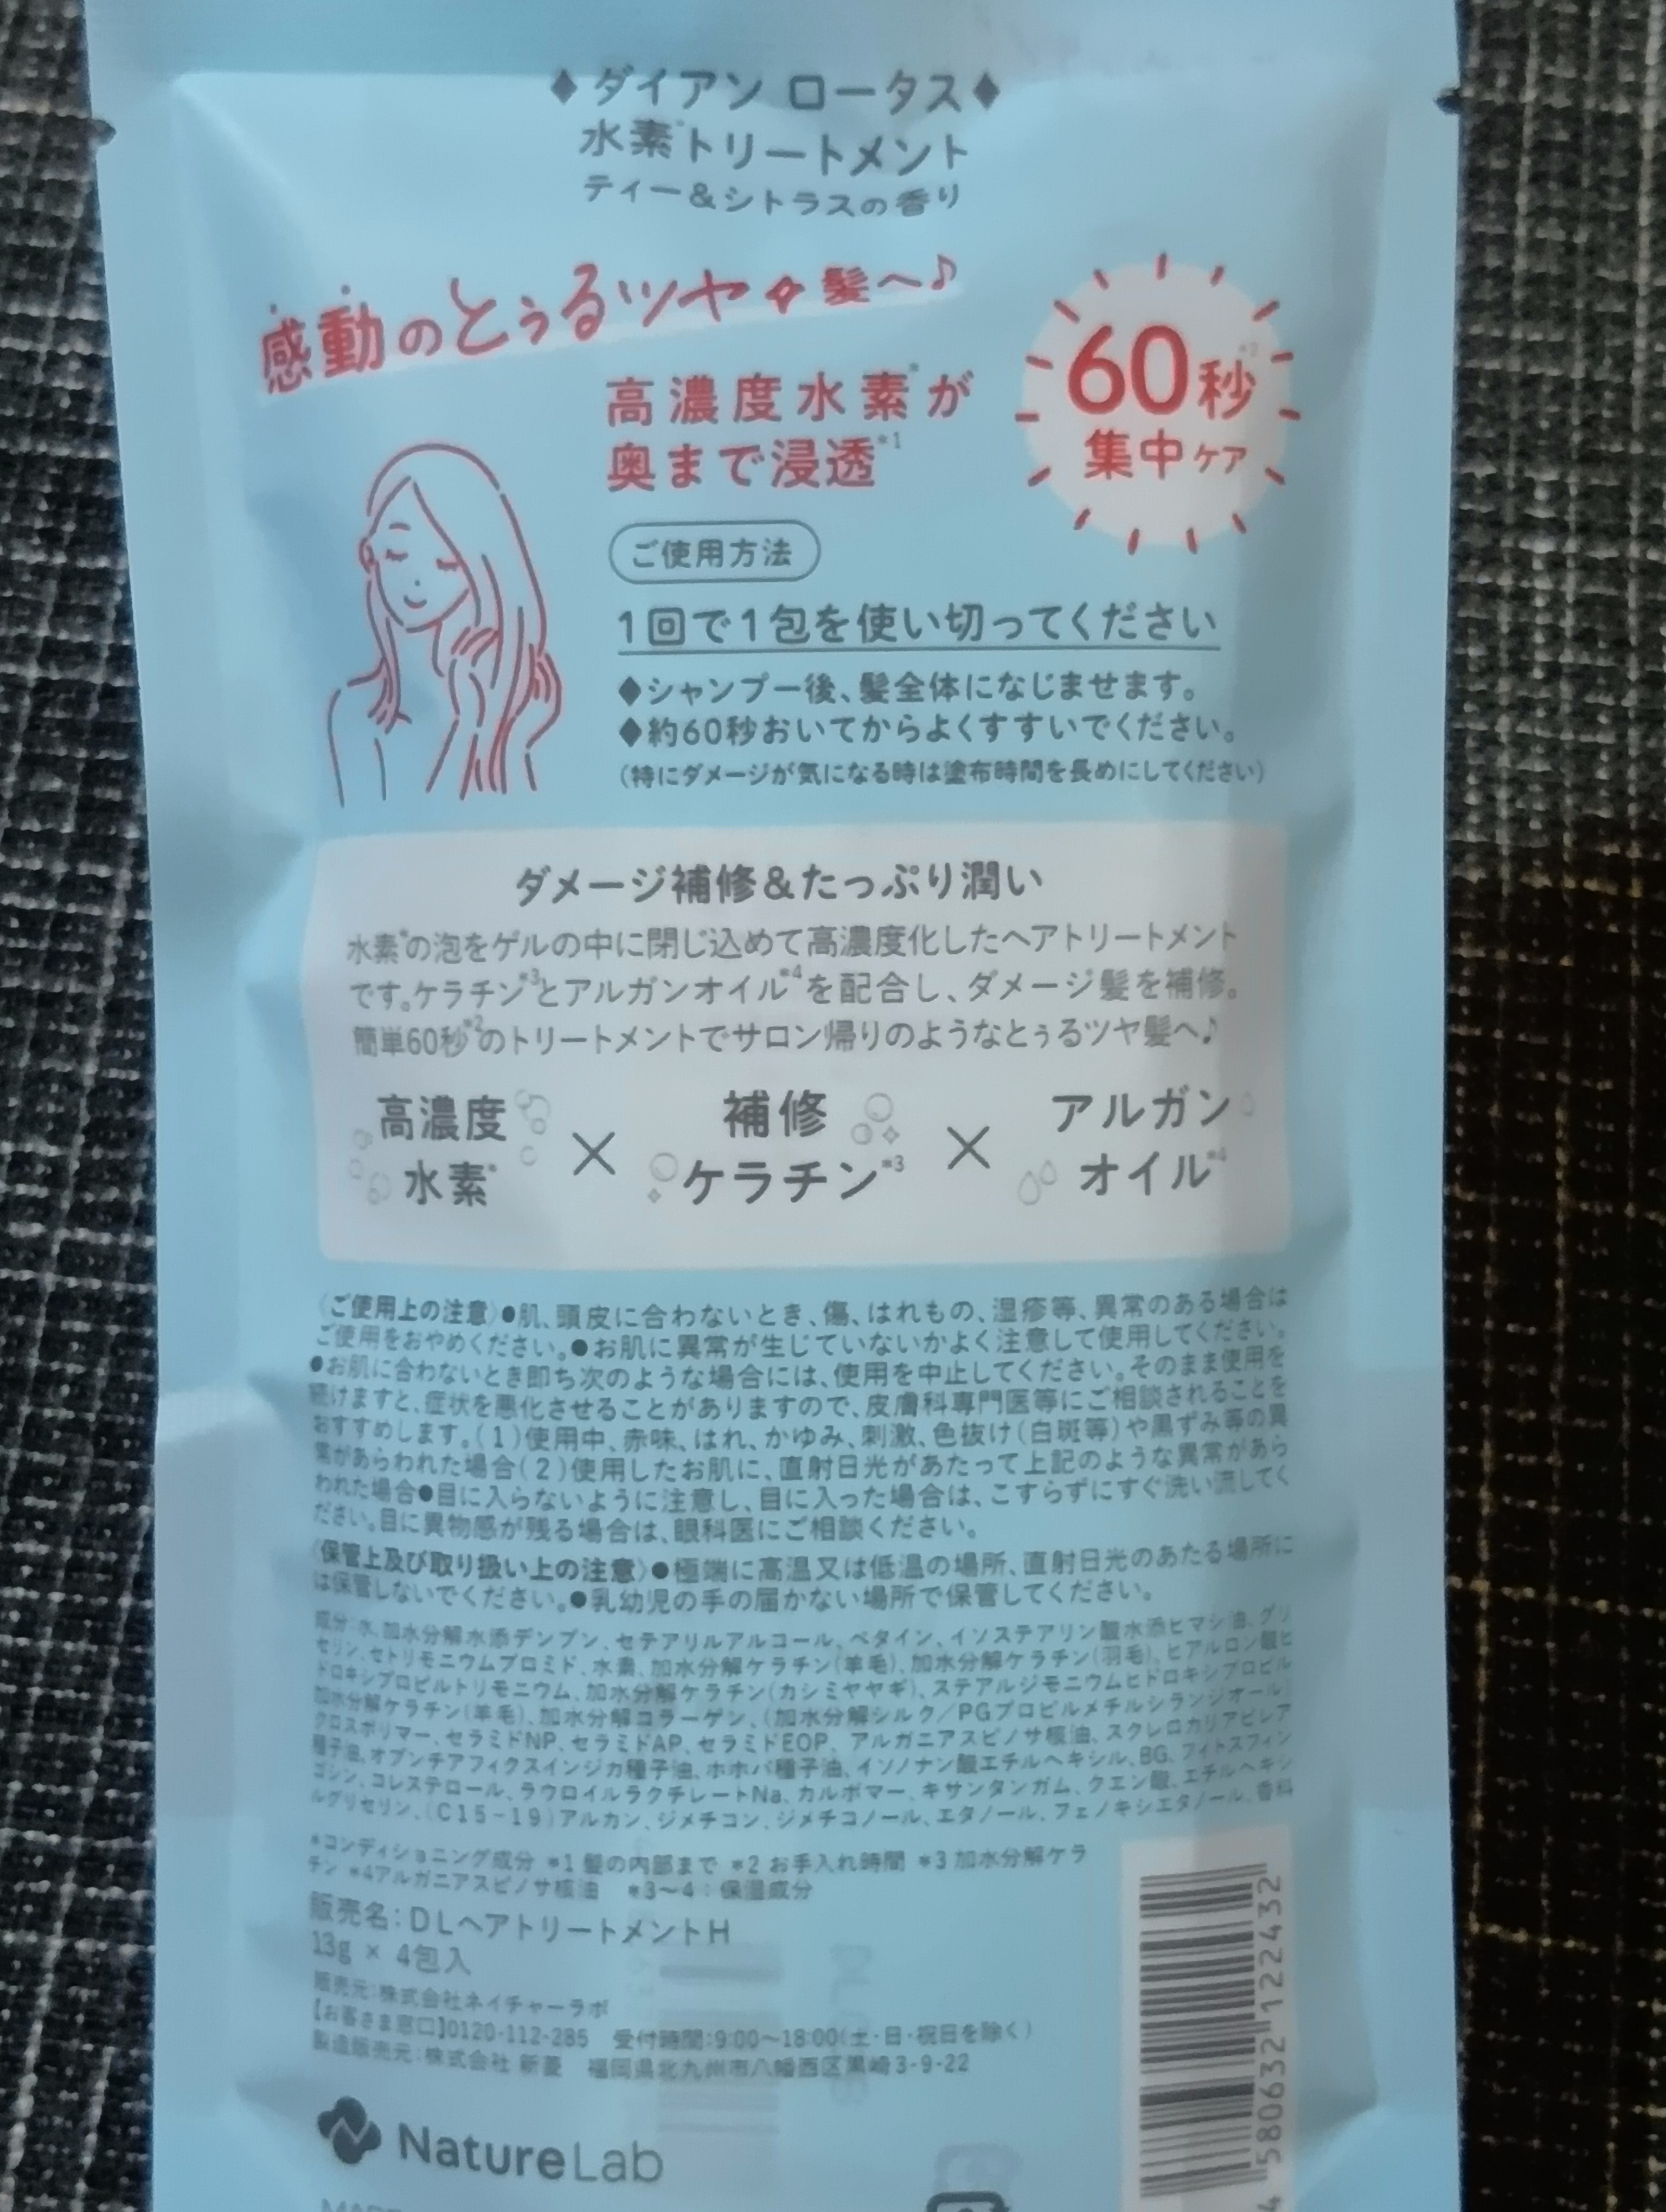 ♦ダイアン ロータス♦
水素*トリートメント
ティー&シトラスの香り
感動のとぅるツヤ髪へ♪
高濃度水素*が
奥まで浸透*1
60秒*2
集中ケア
ご使用方法
1回で1包を使い切ってください
♦シャンプー後、髪全体になじませます。
♦約60秒おいてからよくすすいでください。
(特にダメージが気になる時は塗布時間を長めにしてください)
ダメージ補修&たっぷり潤い
水素*の泡をゲルの中に閉じ込めて高濃度化したヘアトリートメント
です。ケラチン*3とアルガンオイル*4を配合し、ダメージ髪を補修。
簡単60秒*2のトリートメントでサロン帰りのようなとぅるツヤ髪へ♪
高濃度
水素*
×
補修
ケラチン*3
×
アルガン
オイル*4
〈ご使用上の注意〉●肌、頭皮に合わないとき、傷、はれもの、湿疹等、異常のある場合は
ご使用をおやめください。●お肌に異常が生じていないかよく注意して使用してください。
●お肌に合わないとき即ち次のような場合には、使用を中止してください。そのまま使用を
続けますと、症状を悪化させることがありますので、皮膚科専門医等にご相談されることを
おすすめします。(1)使用中、赤味、はれ、かゆみ、刺激、色抜け(白斑等)や黒ずみ等の異
常があらわれた場合(2)使用したお肌に、直射日光があたって上記のような異常があら
われた場合●目に入らないように注意し、目に入った場合は、こすらずにすぐ洗い流してく
ださい。目に異物感が残る場合は、眼科医にご相談ください。
〈保管上及び取り扱い上の注意〉●極端に高温又は低温の場所、直射日光のあたる場所に
は保管しないでください。●乳幼児の手の届かない場所で保管してください。
成分:水、加水分解水添デンプン、セテアリルアルコール、ベタイン、イソステアリン酸水添ヒマシ油、グリ
セリン、セトリモニウムブロミド、水素、加水分解ケラチン(羊毛)、加水分解ケラチン(羽毛)、ヒアルロン酸ヒ
ドロキシプロピルトリモニウム、加水分解ケラチン(カシミヤヤギ)、ステアルジモニウムヒドロキシプロピル
加水分解ケラチン(羊毛)、加水分解コラーゲン、(加水分解シルク/PGプロピルメチルシランジオール)
クロスポリマー、セラミドNP、セラミドAP、セラミドEOP、アルガニアスピノサ核油、スクレロカリアビレア
種子油、オプンチアフィクスインジカ種子油、ホホバ種子油、イソノナン酸エチルヘキシル、BG、フィトスフィン
ゴシン、コレステロール、ラウロイルラクチレートNa、カルボマー、キサンタンガム、クエン酸、エチルヘキシ
ルグリセリン、(C15-19)アルカン、ジメチコン、ジメチコノール、エタノール、フェノキシエタノール、香料
*コンディショニング成分 *1 髪の内部まで *2 お手入れ時間 *3 加水分解ケラ
チン *4アルガニアスピノサ核油 *3~4:保湿成分
販売名:DLヘアトリートメントH
13g × 4包入
販売元:株式会社ネイチャーラボ
【お客さま窓口】0120-112-285 受付時間:9:00~18:00(土・日・祝日を除く)
製造販売元:株式会社 新菱 福岡県北九州市八幡西区黒崎3-9-22
NatureLab
4 580632 122432